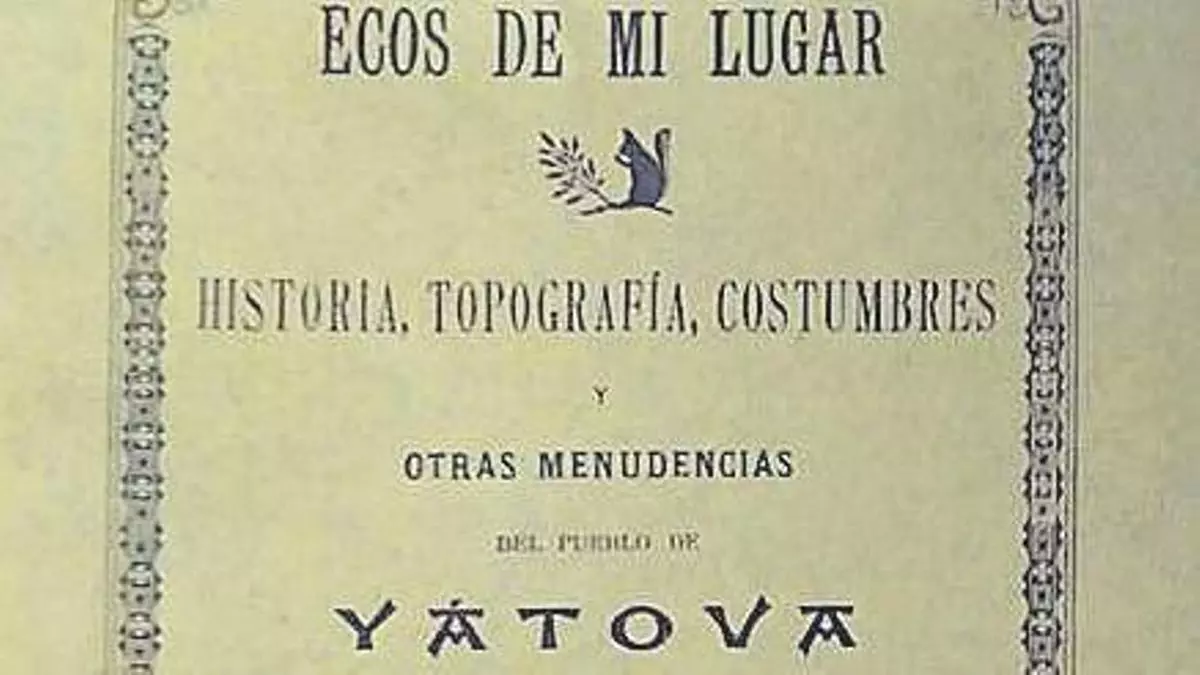 ECOS DE MI LUGAR
HISTORIA, TOPOGRAFÍA, COSTUMBRES
Y
OTRAS MENUDENCIAS
DEL PUEBLO DE
YÁTOVA